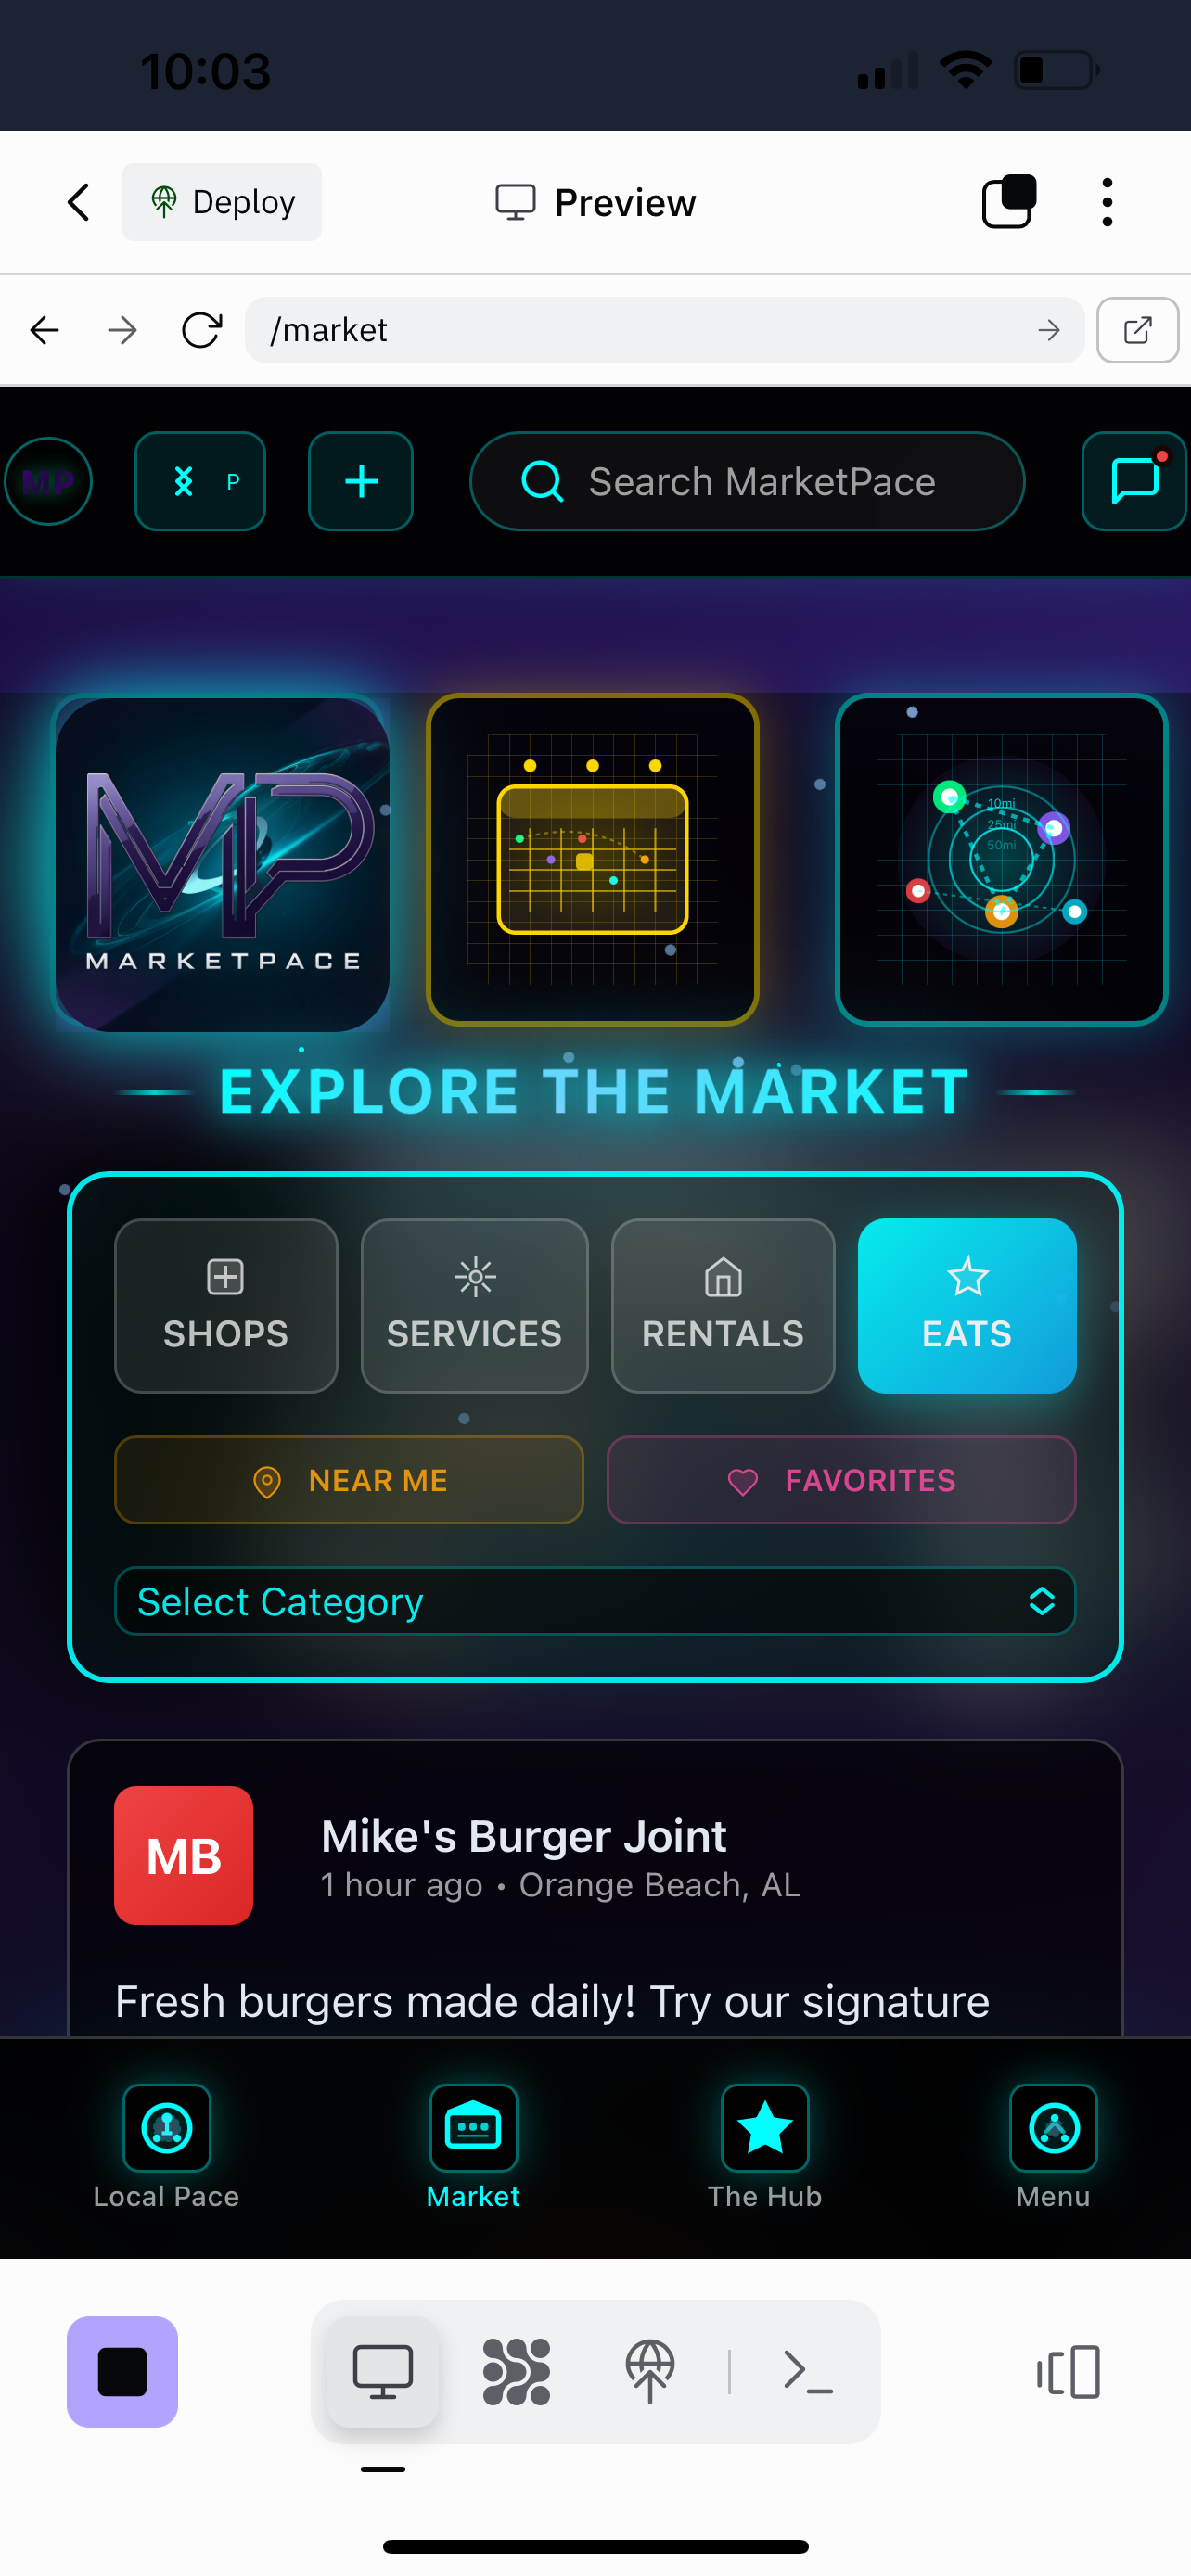 10:03
Deploy
Preview
/market
MP
P
Search MarketPace
MP
MARKETPACE
10mi
25mi
50mi
EXPLORE THE MARKET
SHOPS
SERVICES
RENTALS
EATS
NEAR ME
FAVORITES
Select Category
MB
Mike's Burger Joint
1 hour ago • Orange Beach, AL
Fresh burgers made daily! Try our signature
Local Pace
Market
The Hub
Menu